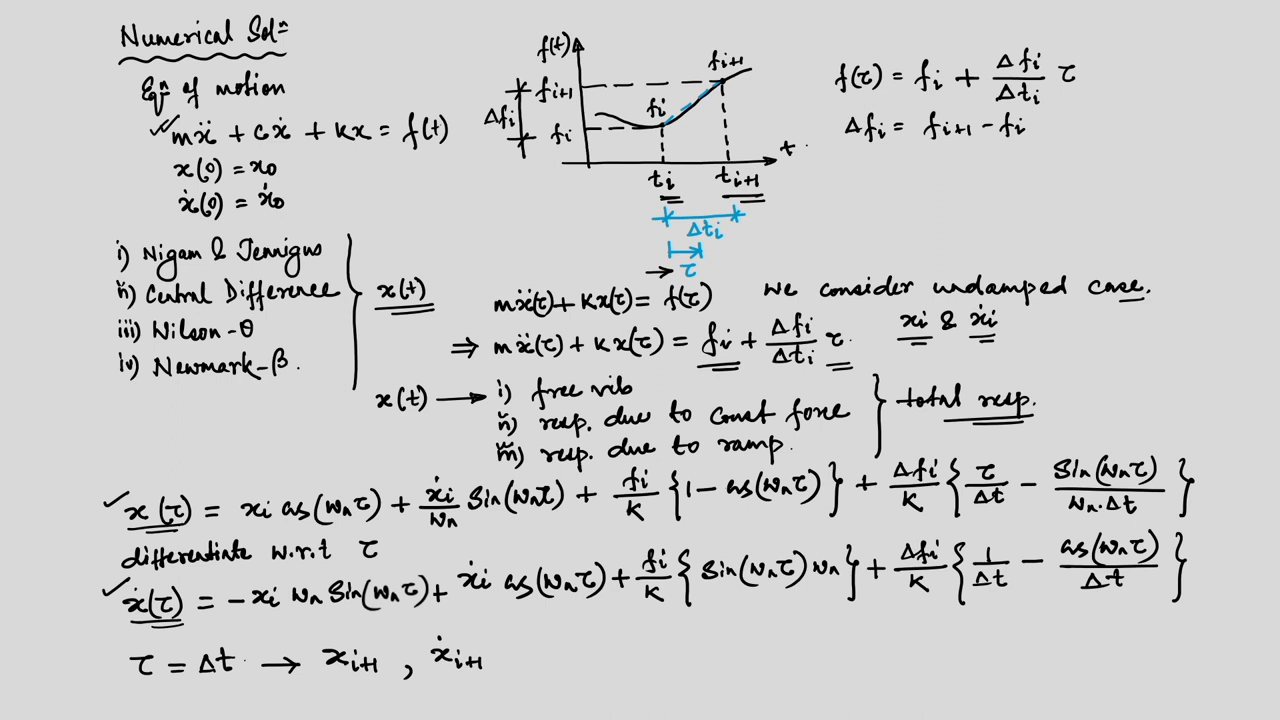 Numerical Solⁿ
Eqⁿ of motion
mẍ + cẋ + kx = f(t)
x(0) = x₀
ẋ(0) = ẋ₀
f(t)
fi+1
Δfi
fi
fi
fi+1
t
ti
ti+1
Δti
τ
f(τ) = fi + Δfi/Δti τ
Δfi = fi+1 - fi
i) Nigam & Jennigus
ii) Central Difference
iii) Wilson-θ
iv) Newmark-β.
x(t)
mẍ(τ) + kx(τ) = f(τ) we consider undamped case.
⇒ mẍ(τ) + kx(τ) = fi + Δfi/Δti τ. xi & ẋi
x(t) → i) free vib
ii) resp. due to const force
iii) resp. due to ramp.
total resp.
x(τ) = xi cos(ωnτ) + ẋi/ωn sin(ωnτ) + fi/k {1 - cos(ωnτ)} + Δfi/k {τ/Δt - sin(ωnτ)/ωn.Δt}
differentiate w.r.t τ
ẋ(τ) = -xi ωn sin(ωnτ) + ẋi cos(ωnτ) + fi/k {sin(ωnτ) ωn} + Δfi/k {1/Δt - cos(ωnτ)/Δt}
τ = Δt → xi+1 , ẋi+1